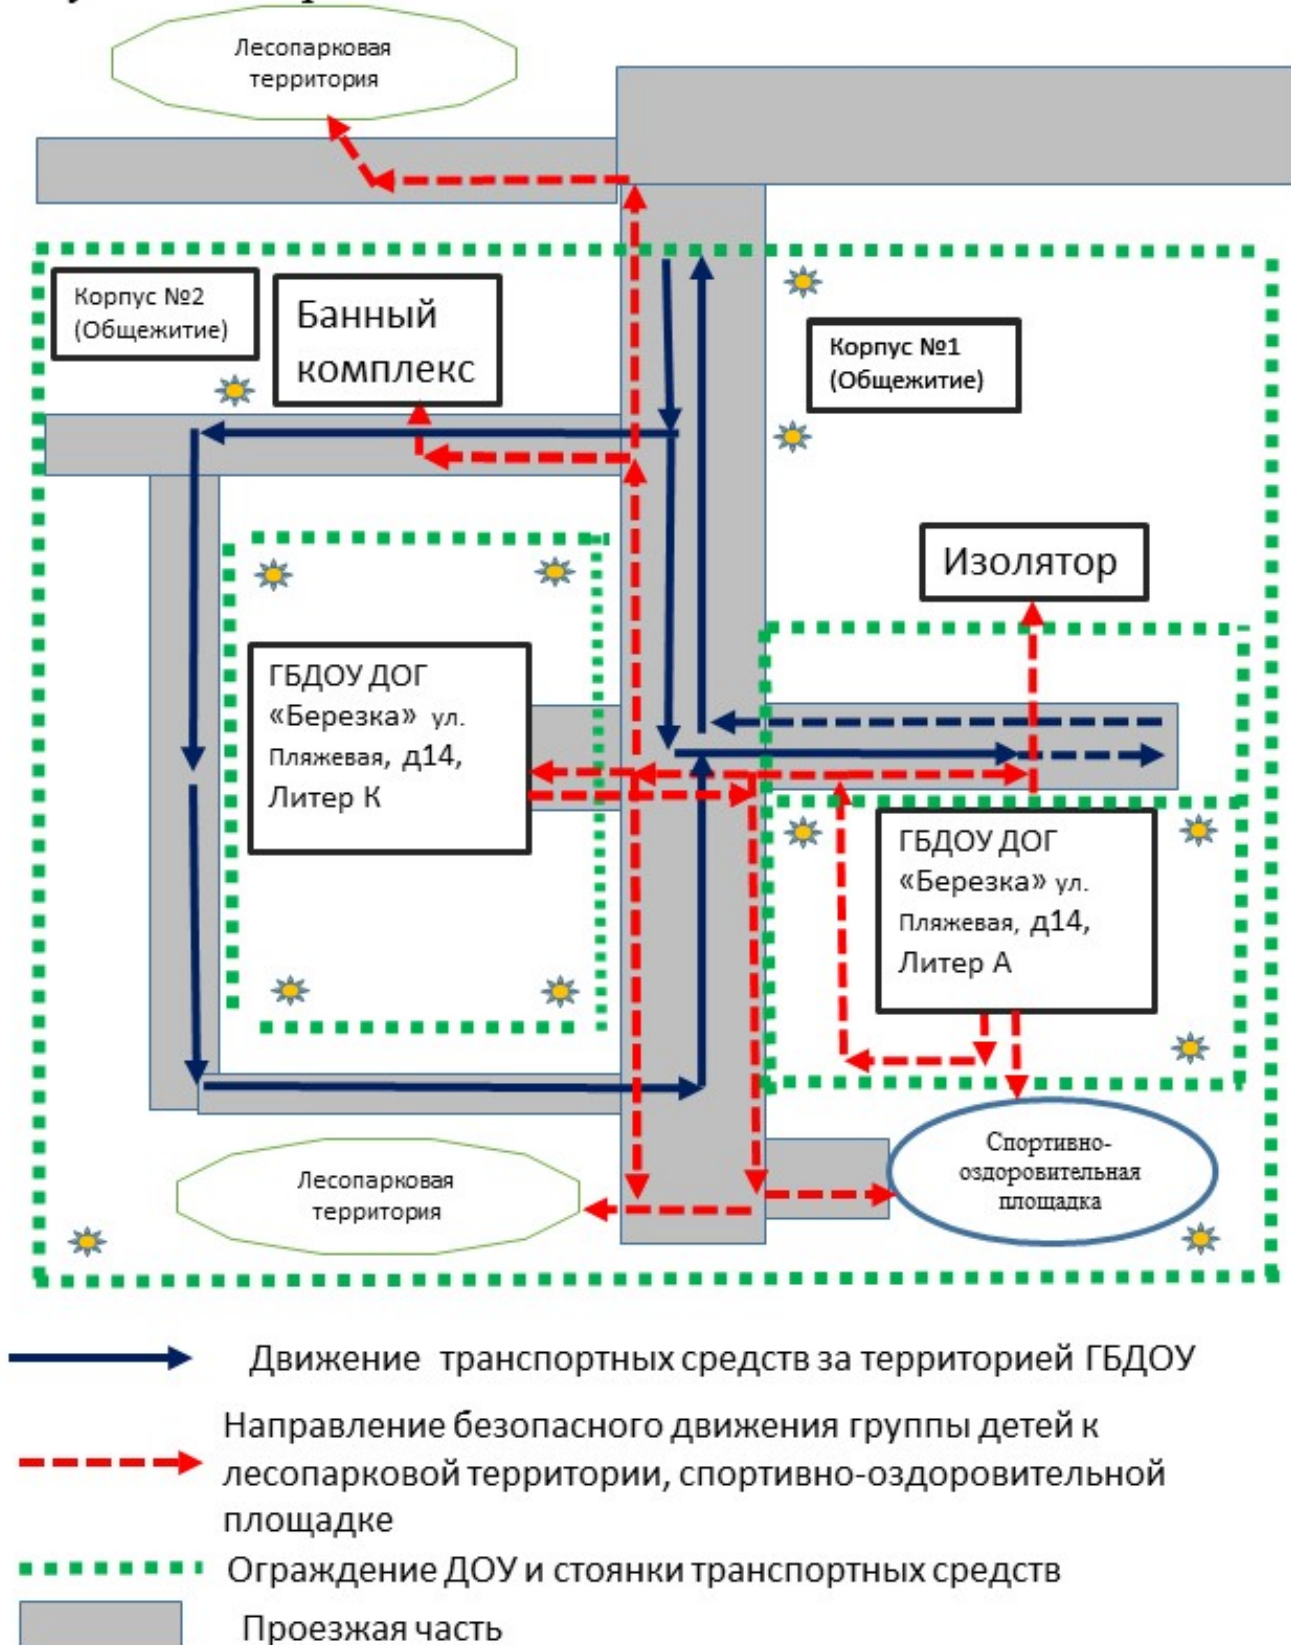 Лесопарковая
территория
Корпус №2
(Общежитие)
Банный
комплекс
Корпус №1
(Общежитие)
Изолятор
ГБДОУ ДОГ
«Березка» ул.
Пляжевая, д14,
Литер К
ГБДОУ ДОГ
«Березка» ул.
Пляжевая, д14,
Литер А
Лесопарковая
территория
Спортивно-
оздоровительная
площадка
Движение транспортных средств за территорией ГБДОУ
Направление безопасного движения группы детей к
лесопарковой территории, спортивно-оздоровительной
площадке
Ограждение ДОУ и стоянки транспортных средств
Проезжая часть